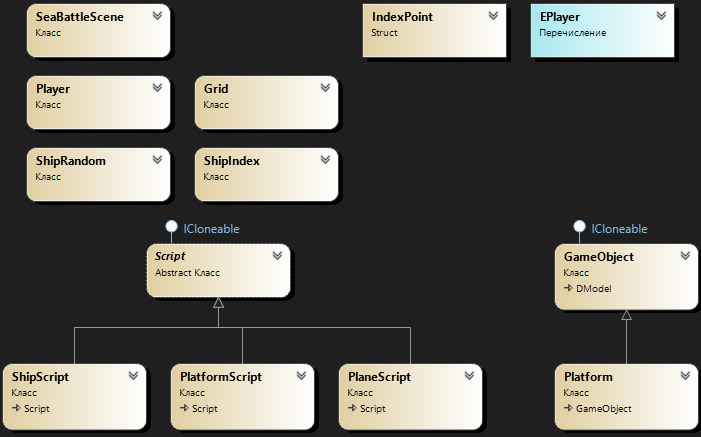 SeaBattleScene
Класс
IndexPoint
Struct
EPlayer
Перечисление
Player
Класс
Grid
Класс
ShipRandom
Класс
ShipIndex
Класс
ICloneable
Script
Abstract Класс
ICloneable
GameObject
Класс
DModel
ShipScript
Класс
Script
PlatformScript
Класс
Script
PlaneScript
Класс
Script
Platform
Класс
GameObject